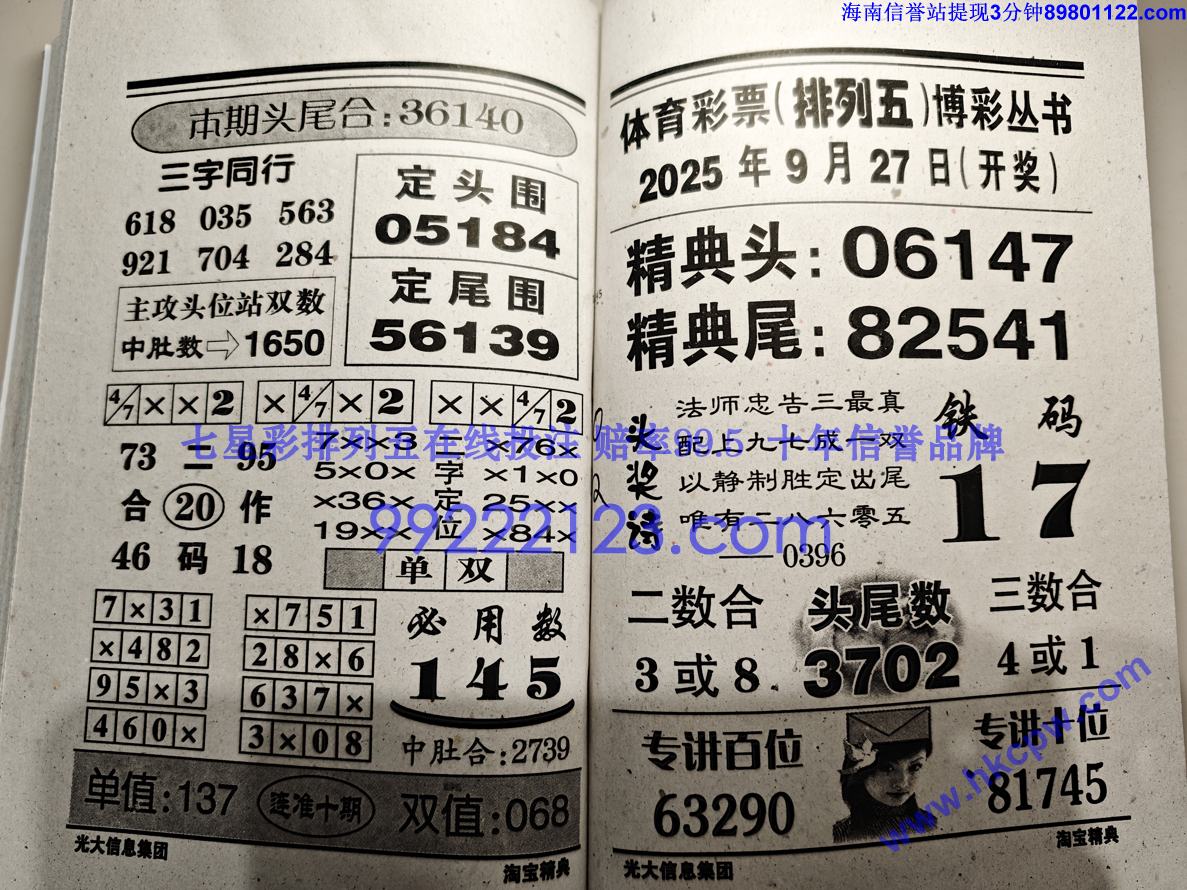 海南信誉站提现3分钟89801122.com
本期头尾合:36140
三字同行
618 035 563
921 704 284
主攻头位站双数
中肚数⇨1650
定头围
05184
定尾围
56139
4/7 × × 2
× 4/7 × 2
× × 4/7 2
73 二 95
合 20 作
46 码 18
7××3 二 ×76×
5×0× 字 ×1×0
×36× 定 25××
19×× 位 ×84×
单 双
7×31 ×751
×482 28×6
95×3 637×
460× 3×08
必用数
145
中肚合:2739
单值:137
连准十期
双值:068
光大信息集团
淘宝精典
体育彩票(排列五)博彩丛书
2025年9月27日(开奖)
精典头:06147
精典尾:82541
头奖诗
法师忠告三最真
配上九七成一双
以静制胜定出尾
唯有二八六零五
—— 0396
铁码
17
二数合
3或8
头尾数
3702
三数合
4或1
专讲百位
63290
专讲十位
81745
光大信息集团
淘宝精典
七星彩排列五在线投注 赔率99.5 十年信誉品牌
99222123.com
www.hkcpw.com